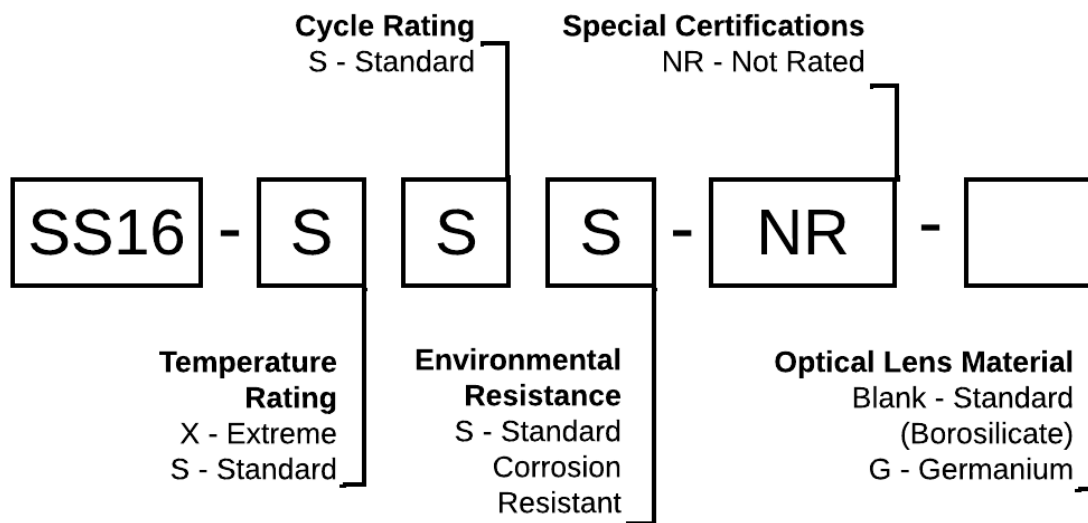 Cycle Rating
S - Standard
Special Certifications
NR - Not Rated
SS16 - S S S - NR -
Temperature
Rating
X - Extreme
S - Standard
Environmental
Resistance
S - Standard
Corrosion
Resistant
Optical Lens Material
Blank - Standard
(Borosilicate)
G - Germanium